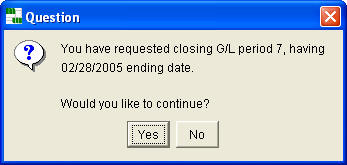 Question
You have requested closing G/L period 7, having
02/28/2005 ending date.
Would you like to continue?
Yes No